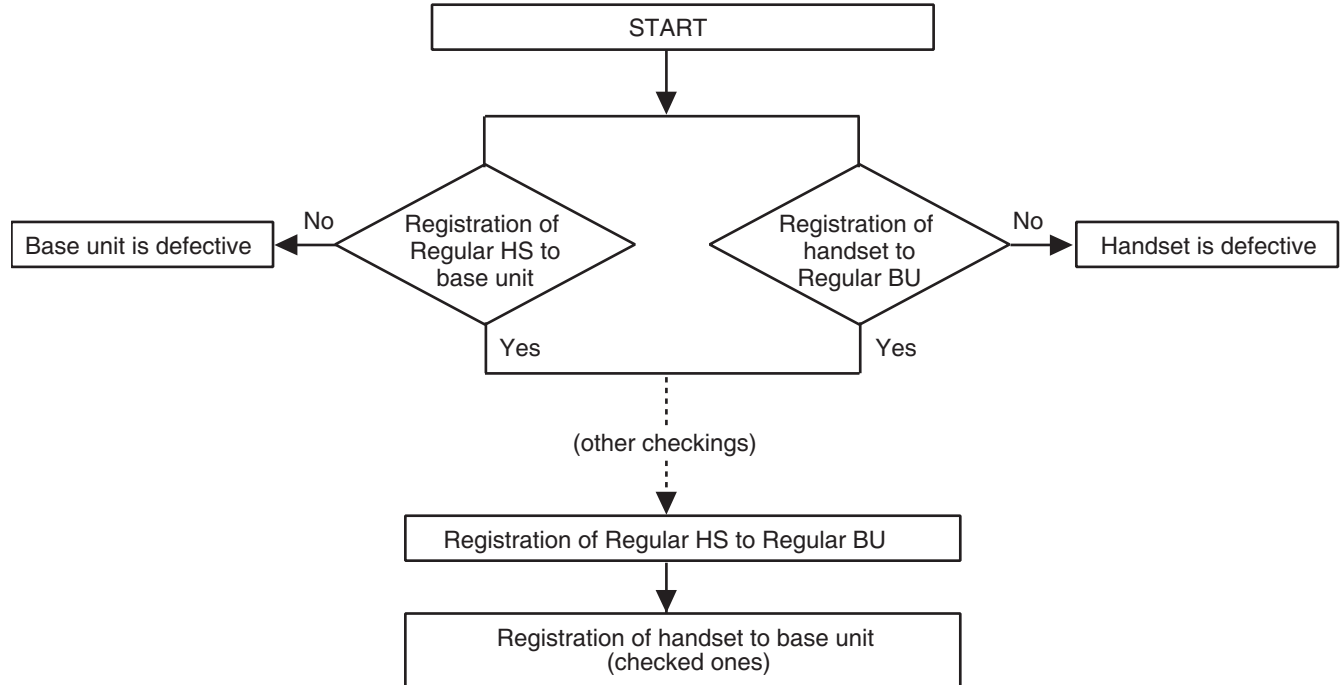 START
No
Registration of
Regular HS to
base unit
Base unit is defective
Yes
Registration of
handset to
Regular BU
No
Handset is defective
Yes
(other checkings)
Registration of Regular HS to Regular BU
Registration of handset to base unit
(checked ones)